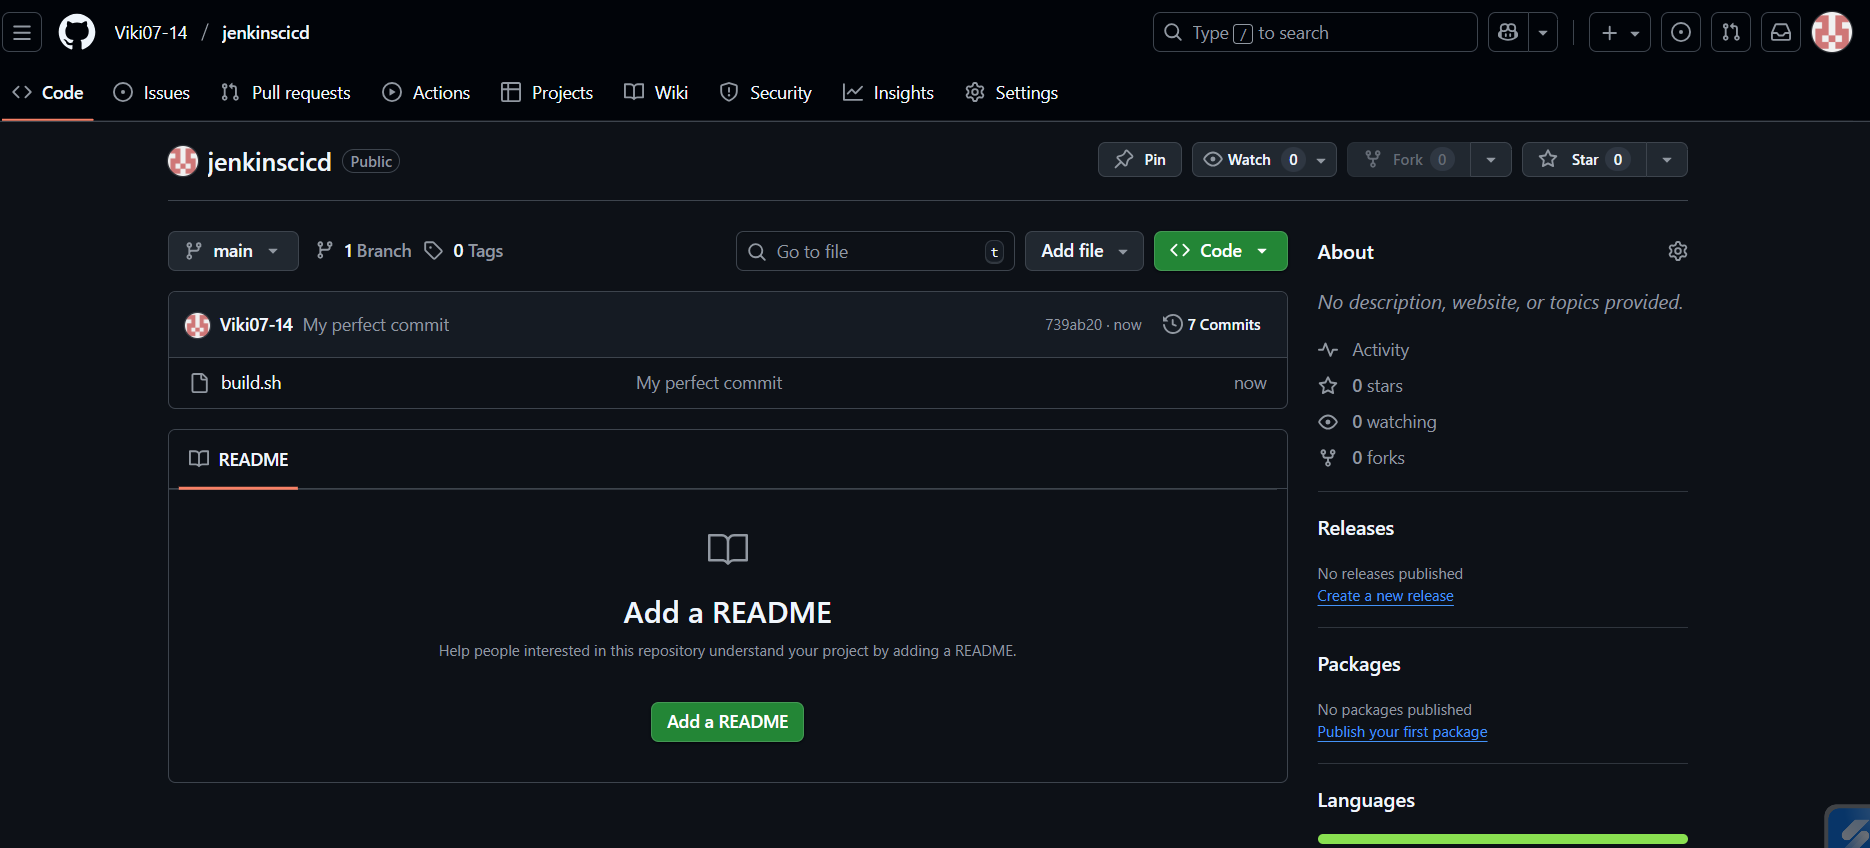 Viki07-14 / jenkinscicd
Type / to search
Code Issues Pull requests Actions Projects Wiki Security Insights Settings
jenkinscicd Public
Pin Watch 0 Fork 0 Star 0
main 1 Branch 0 Tags Go to file t Add file Code
Viki07-14 My perfect commit 739ab20 · now 7 Commits
build.sh My perfect commit now
README
Add a README
Help people interested in this repository understand your project by adding a README.
Add a README
About
No description, website, or topics provided.
Activity
0 stars
0 watching
0 forks
Releases
No releases published
Create a new release
Packages
No packages published
Publish your first package
Languages